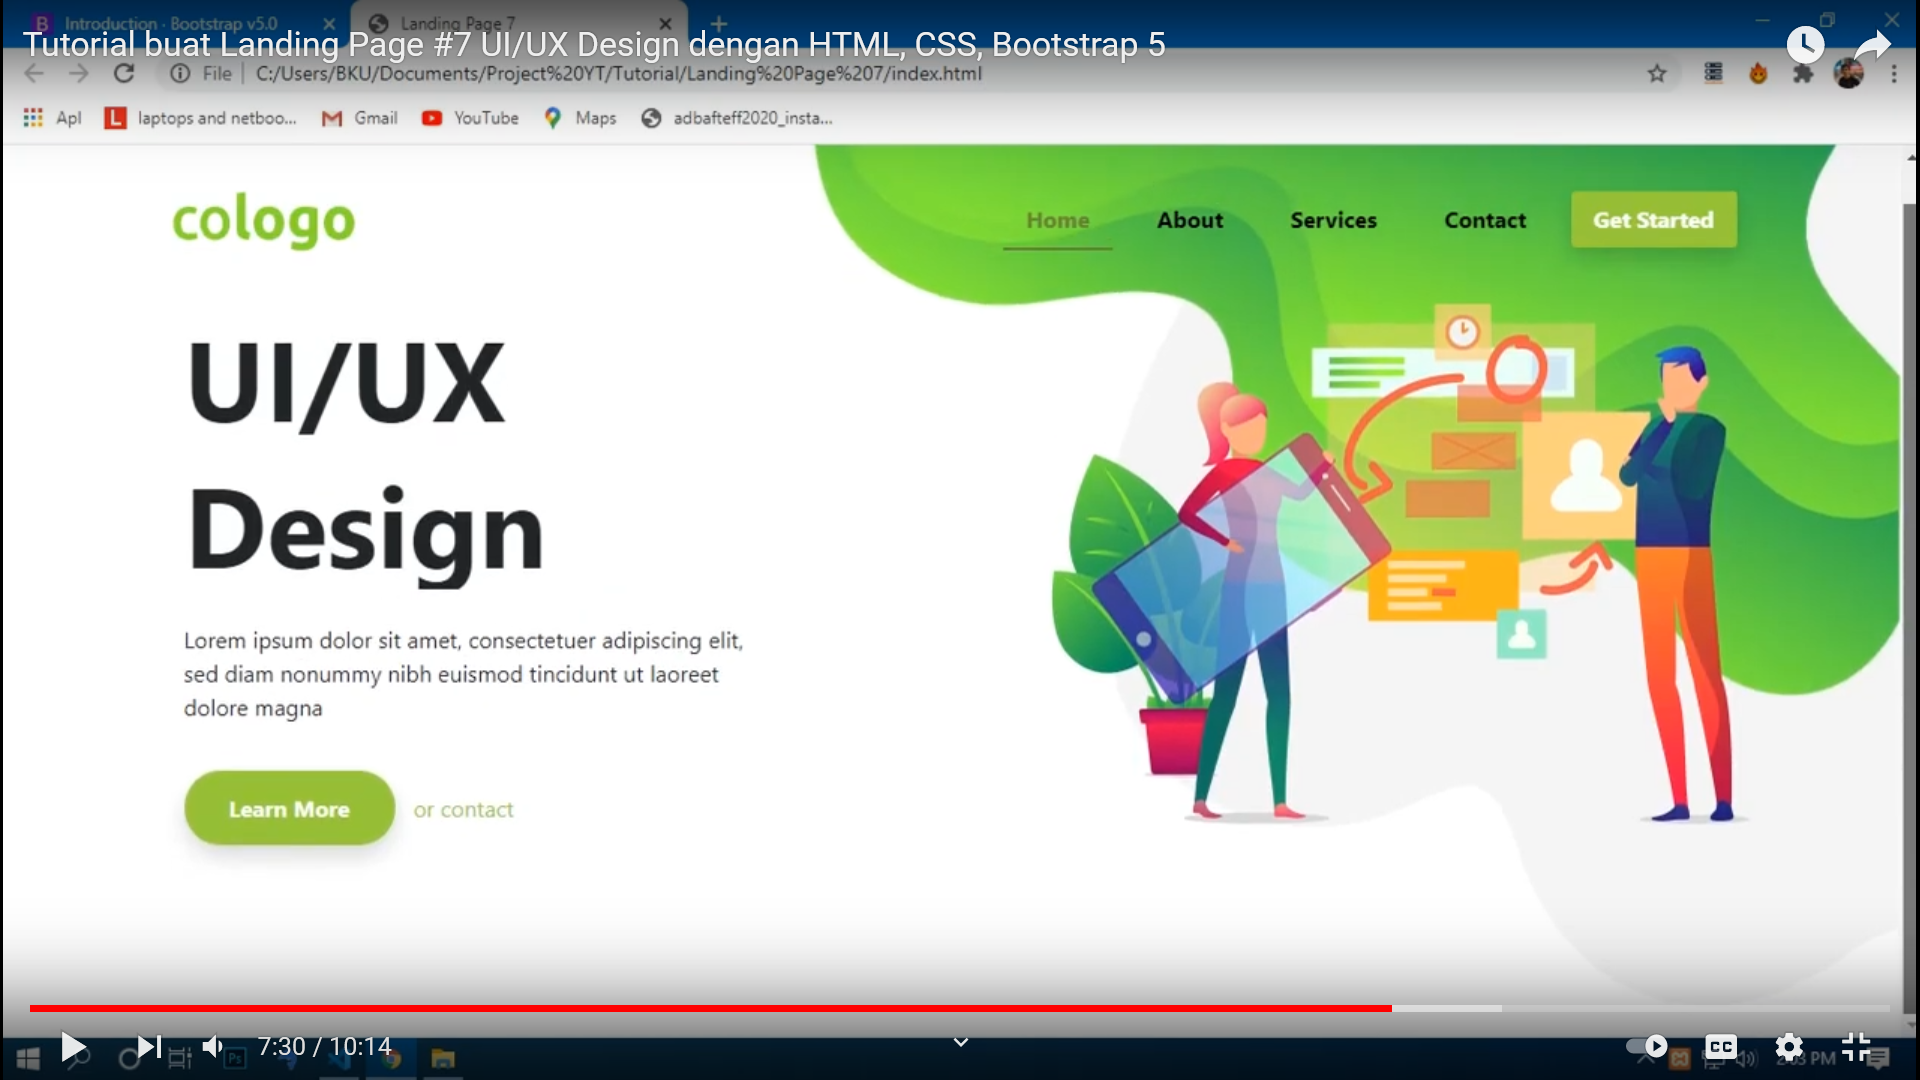 Introduction · Bootstrap v5.0
Landing Page 7
Tutorial buat Landing Page #7 UI/UX Design dengan HTML, CSS, Bootstrap 5
File
C:/Users/BKU/Documents/Project%20YT/Tutorial/Landing%20Page%207/index.html
Apl
laptops and netboo...
Gmail
YouTube
Maps
adbafteff2020_insta...
cologo
Home
About
Services
Contact
Get Started
UI/UX
Design
Lorem ipsum dolor sit amet, consectetuer adipiscing elit,
sed diam nonummy nibh euismod tincidunt ut laoreet
dolore magna
Learn More
or contact
7:30 / 10:14
CC
Ps